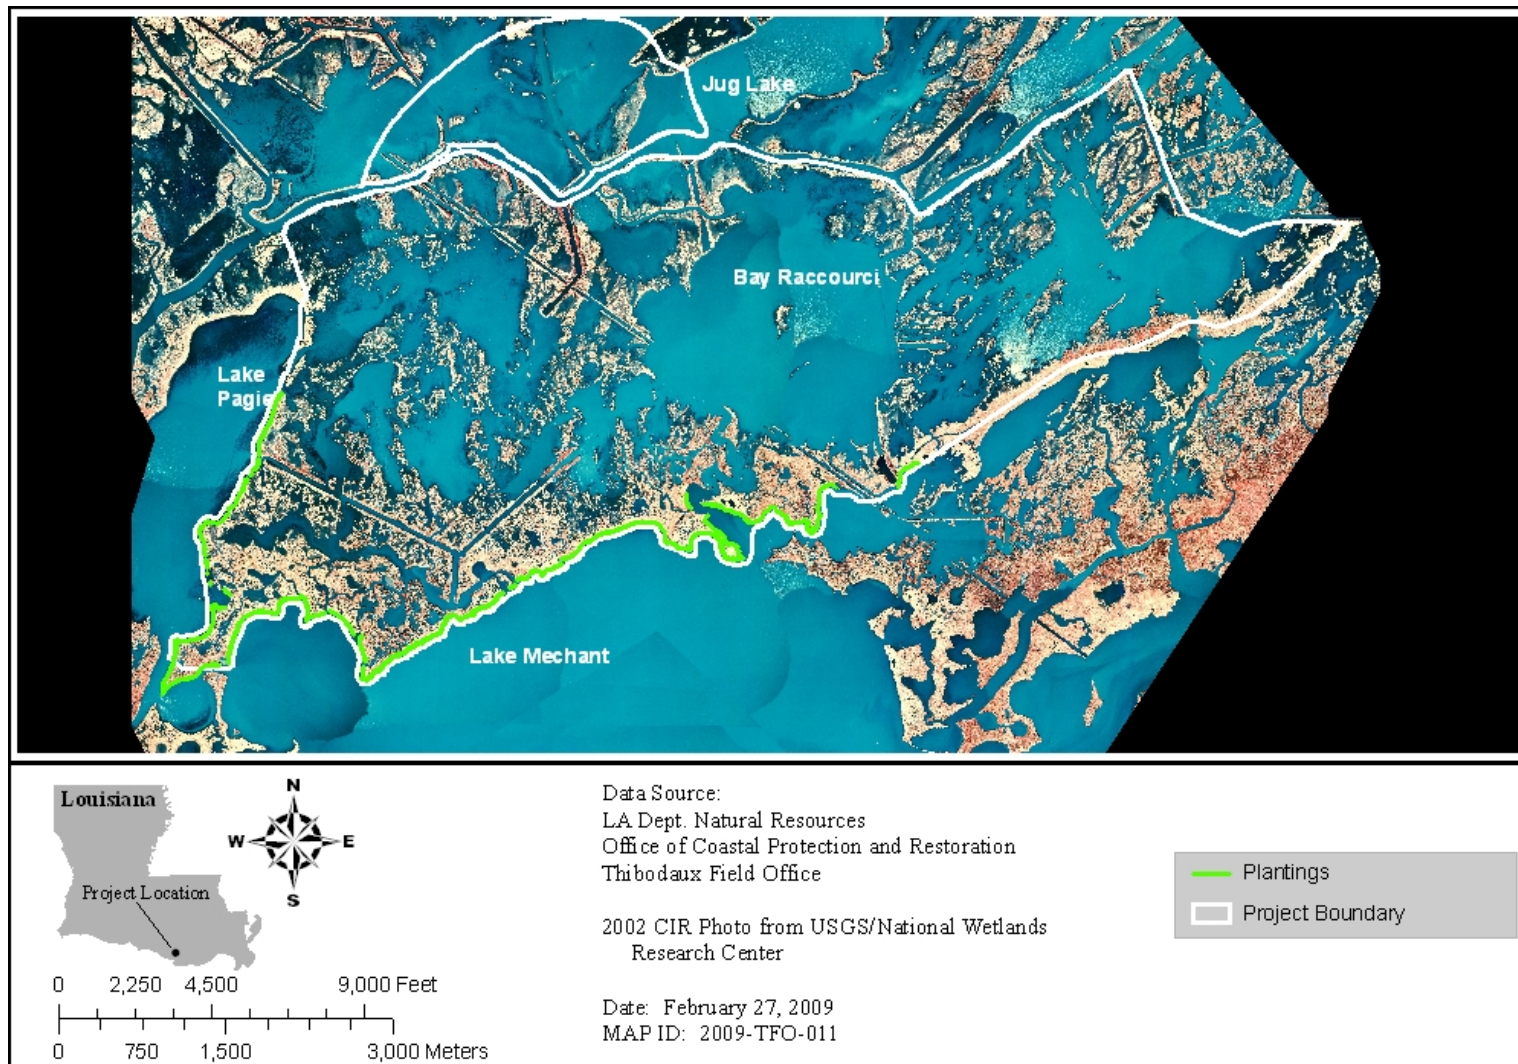 Jug Lake
Bay Raccourci
Lake
Pagie
Lake Mechant
Louisiana
Project Location
N
W
E
S
0 2,250 4,500 9,000 Feet
0 750 1,500 3,000 Meters
Data Source:
LA Dept. Natural Resources
Office of Coastal Protection and Restoration
Thibodaux Field Office
2002 CIR Photo from USGS/National Wetlands
Research Center
Date: February 27, 2009
MAP ID: 2009-TFO-011
Plantings
Project Boundary